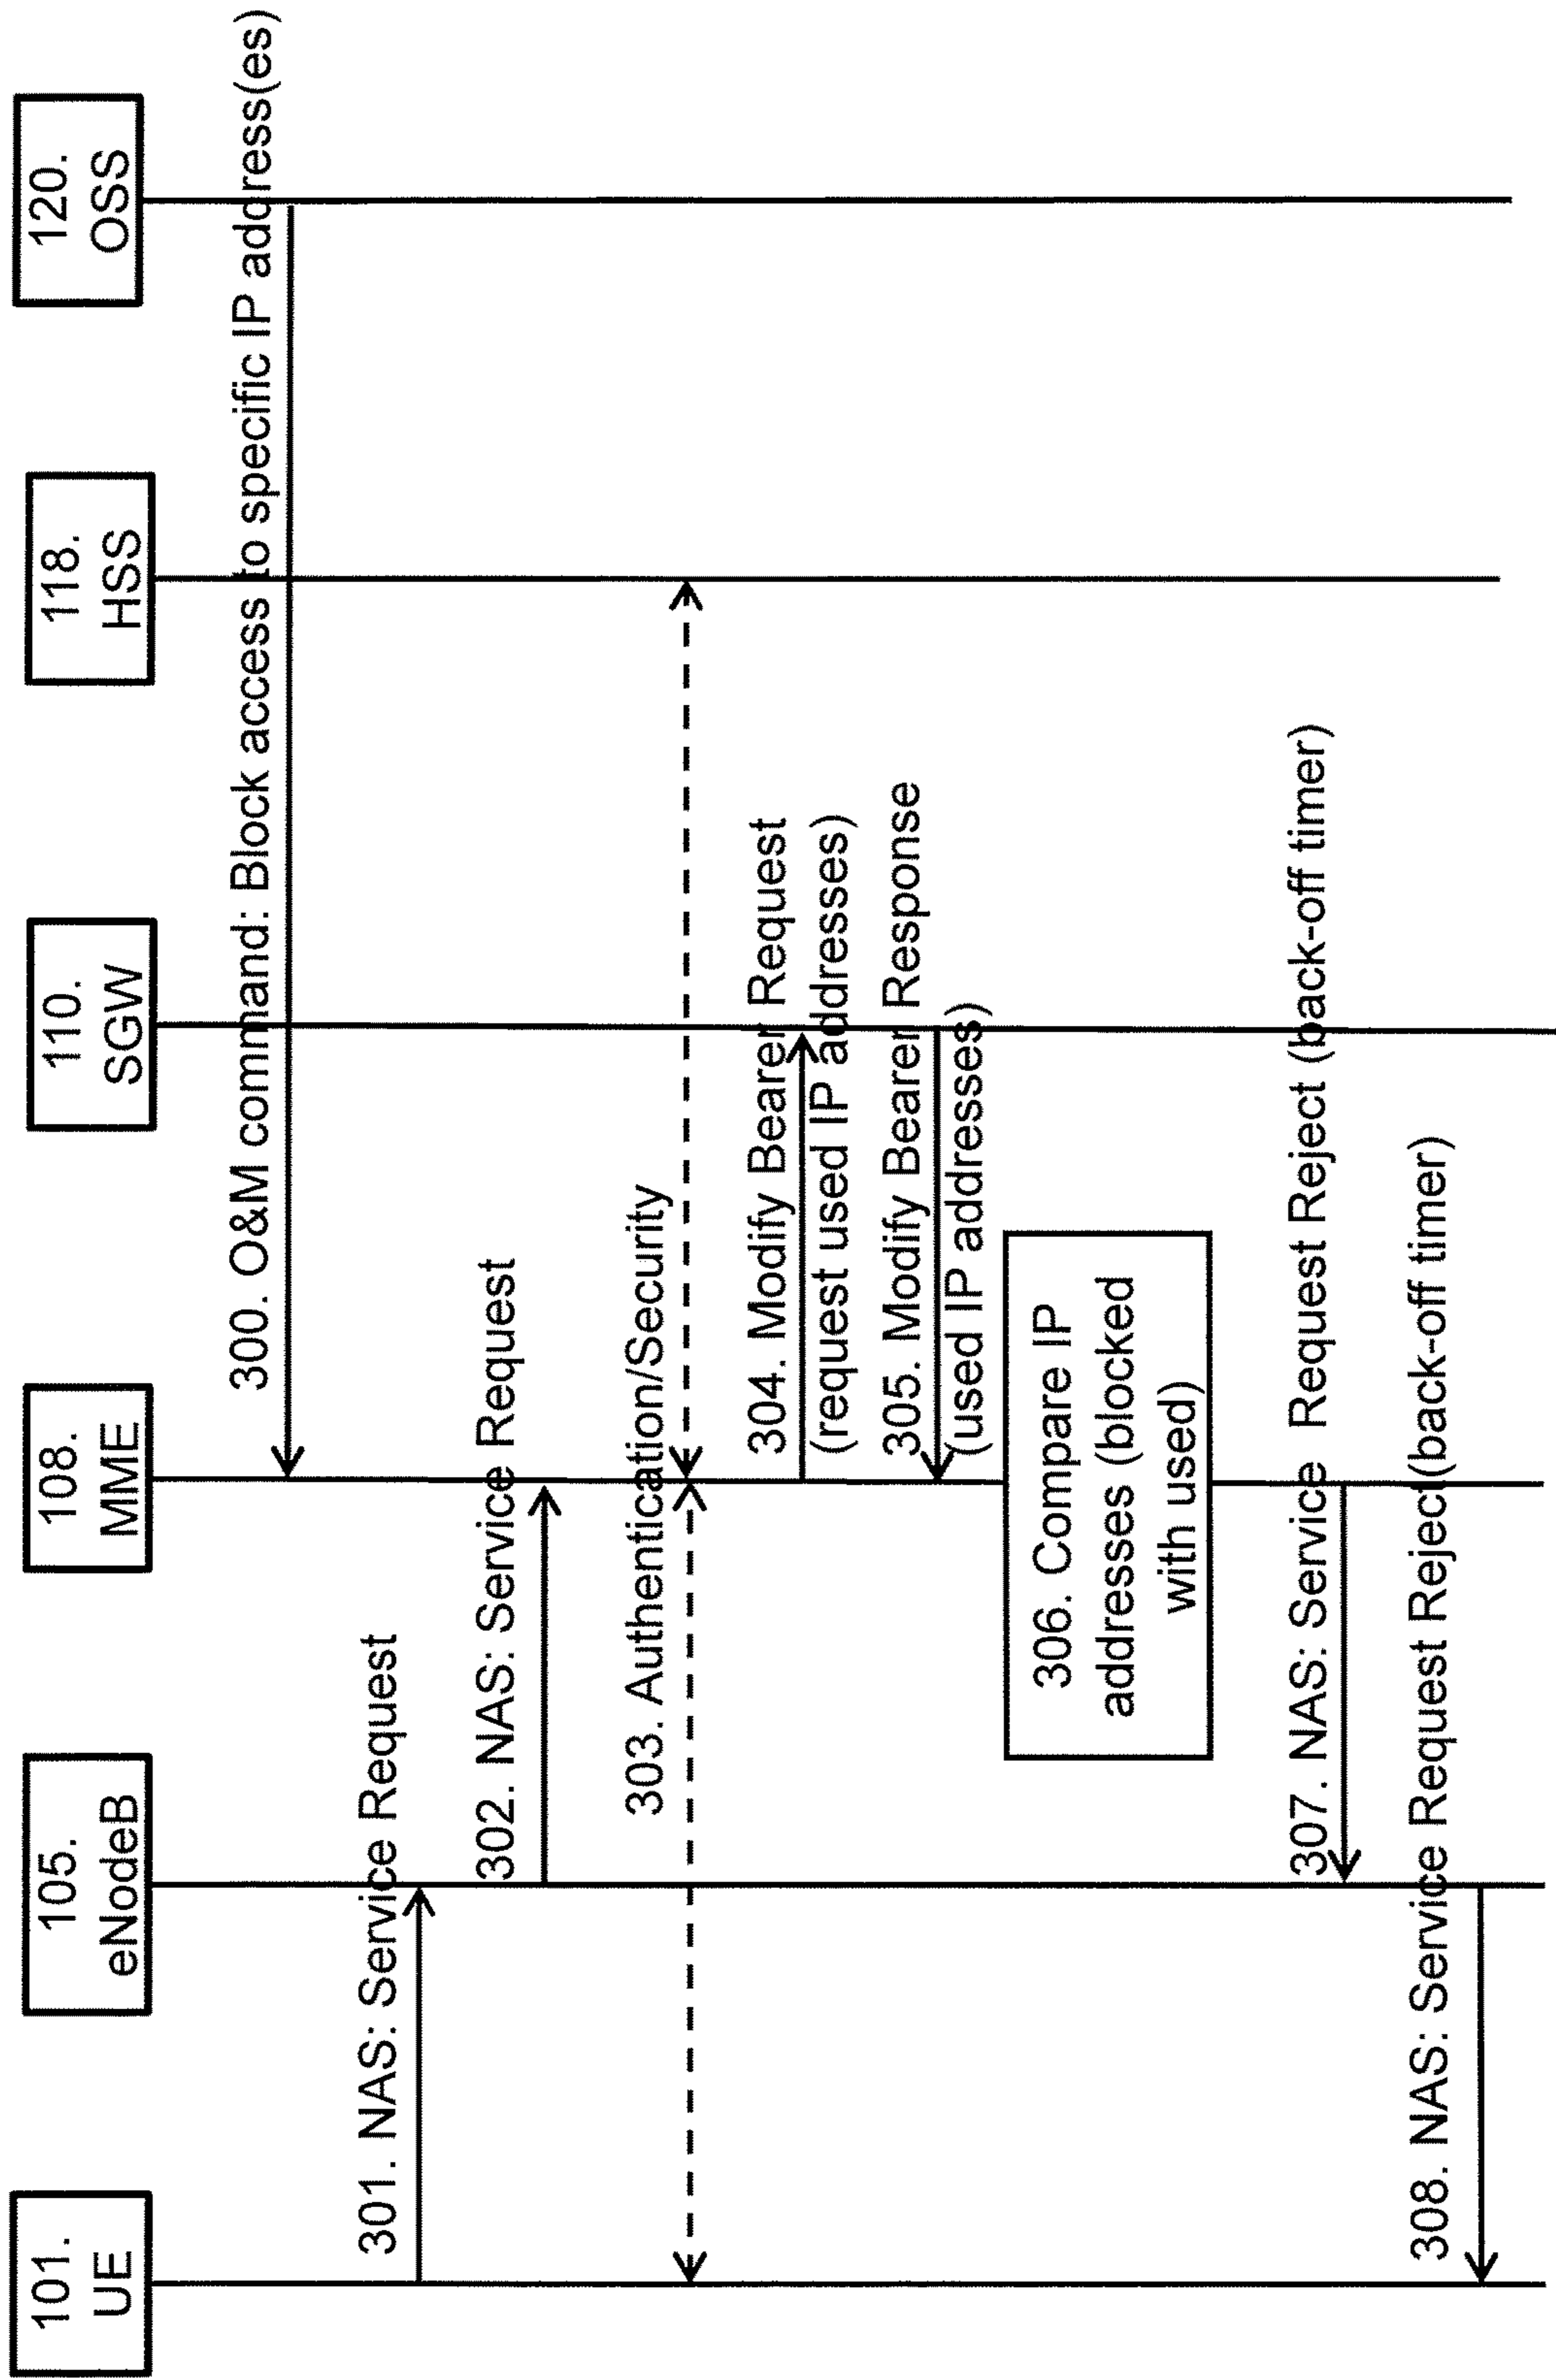 101.
UE
105.
eNodeB
108.
MME
110.
SGW
118.
HSS
120.
OSS
300. O&M command: Block access to specific IP address(es)
301. NAS: Service Request
302. NAS: Service Request
303. Authentication/Security
304. Modify Bearer Request
(request used IP addresses)
305. Modify Bearer Response
(used IP addresses)
306. Compare IP
addresses (blocked
with used)
307. NAS: Service Request Reject (back-off timer)
308. NAS: Service Request Reject(back-off timer)